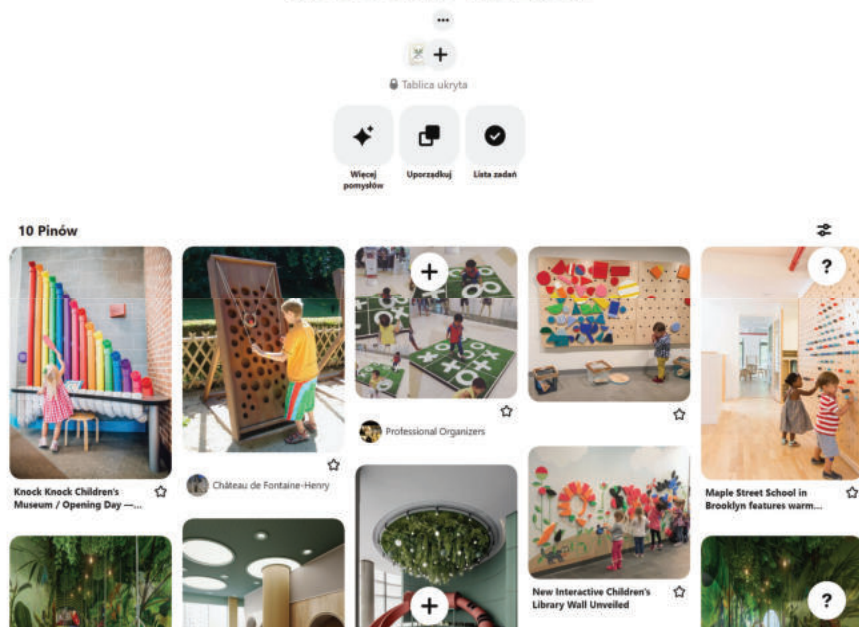 Tablica ukryta
Więcej
pomysłów
Uporządkuj
Lista zadań
10 Pinów
?
Professional Organizers
Château de Fontaine-Henry
Knock Knock Children's
Museum / Opening Day —...
Maple Street School in
Brooklyn features warm...
New Interactive Children's
Library Wall Unveiled
?